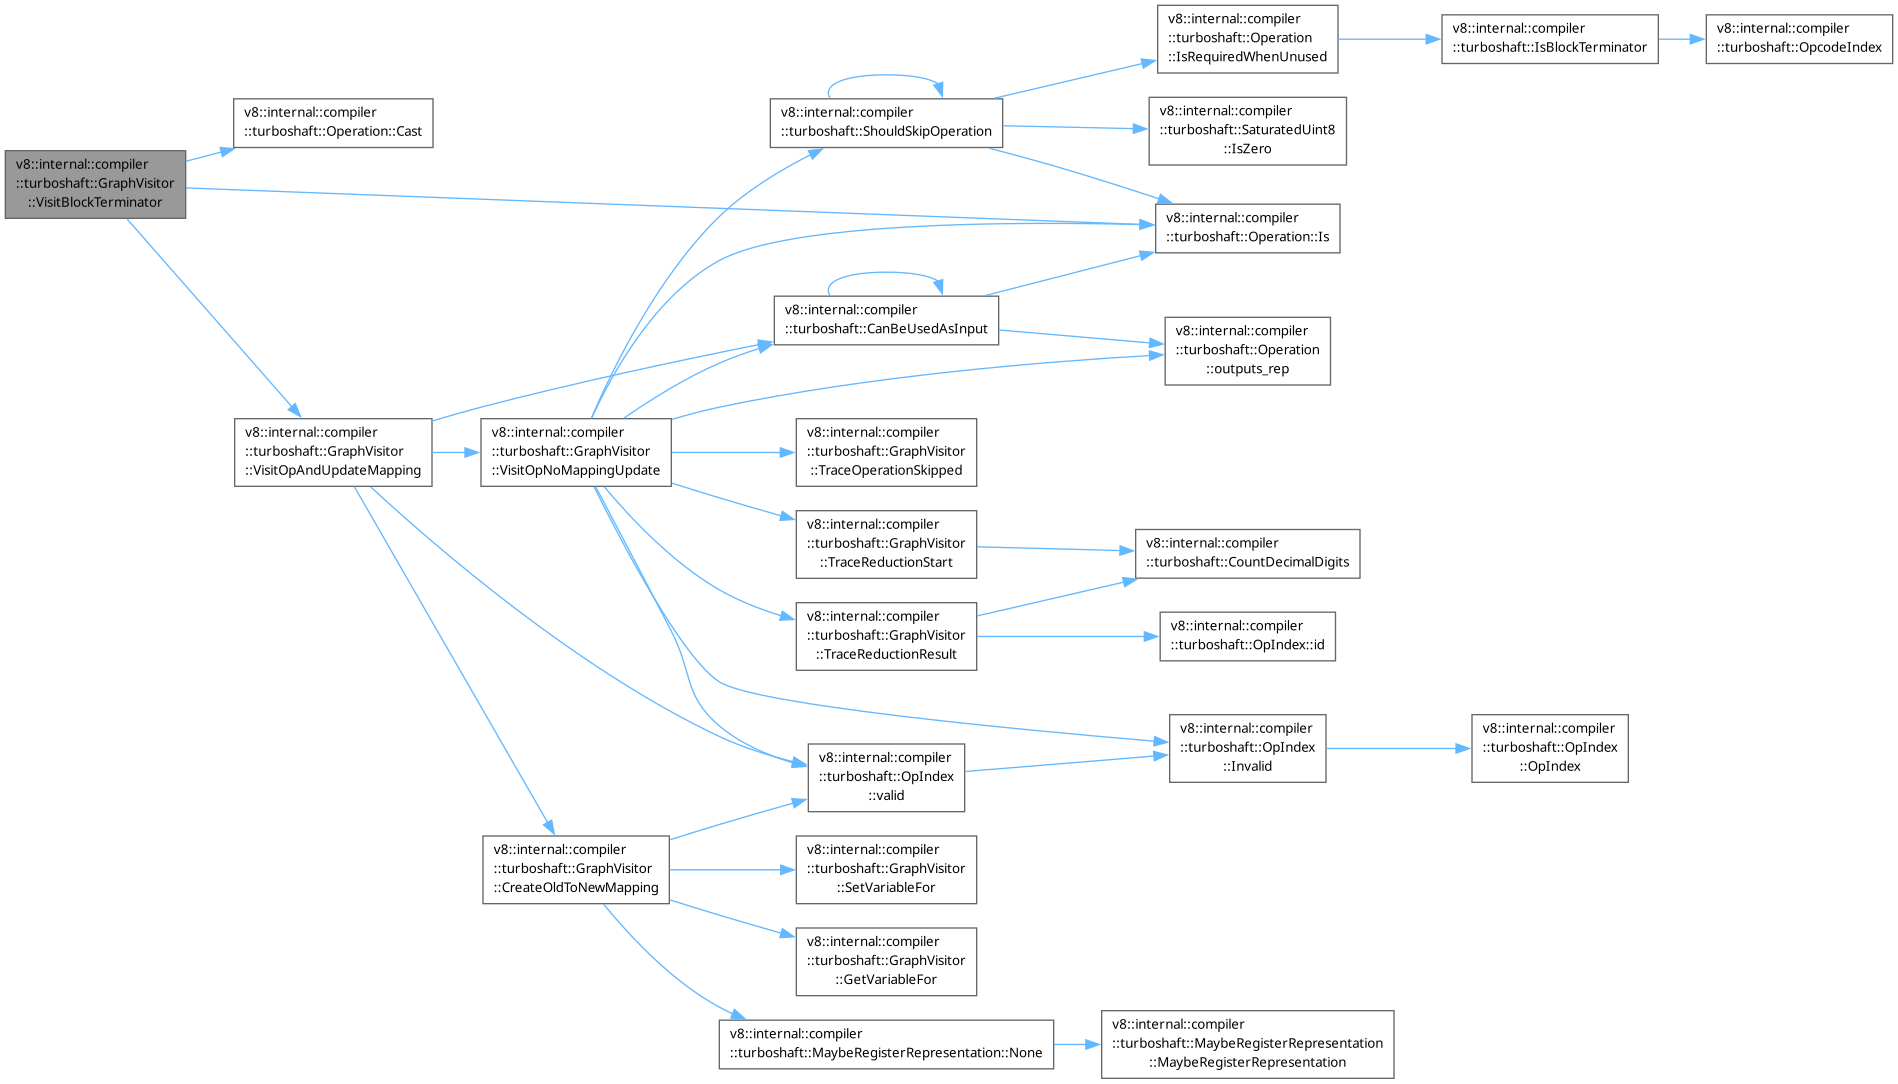 v8::internal::compiler
::turboshaft::GraphVisitor
::VisitBlockTerminator
v8::internal::compiler
::turboshaft::Operation::Cast
v8::internal::compiler
::turboshaft::GraphVisitor
::VisitOpAndUpdateMapping
v8::internal::compiler
::turboshaft::GraphVisitor
::VisitOpNoMappingUpdate
v8::internal::compiler
::turboshaft::GraphVisitor
::CreateOldToNewMapping
v8::internal::compiler
::turboshaft::ShouldSkipOperation
v8::internal::compiler
::turboshaft::CanBeUsedAsInput
v8::internal::compiler
::turboshaft::GraphVisitor
::TraceOperationSkipped
v8::internal::compiler
::turboshaft::GraphVisitor
::TraceReductionStart
v8::internal::compiler
::turboshaft::GraphVisitor
::TraceReductionResult
v8::internal::compiler
::turboshaft::OpIndex
::valid
v8::internal::compiler
::turboshaft::GraphVisitor
::SetVariableFor
v8::internal::compiler
::turboshaft::GraphVisitor
::GetVariableFor
v8::internal::compiler
::turboshaft::MaybeRegisterRepresentation::None
v8::internal::compiler
::turboshaft::Operation
::IsRequiredWhenUnused
v8::internal::compiler
::turboshaft::SaturatedUint8
::IsZero
v8::internal::compiler
::turboshaft::Operation::Is
v8::internal::compiler
::turboshaft::Operation
::outputs_rep
v8::internal::compiler
::turboshaft::CountDecimalDigits
v8::internal::compiler
::turboshaft::OpIndex::id
v8::internal::compiler
::turboshaft::OpIndex
::Invalid
v8::internal::compiler
::turboshaft::MaybeRegisterRepresentation
::MaybeRegisterRepresentation
v8::internal::compiler
::turboshaft::IsBlockTerminator
v8::internal::compiler
::turboshaft::OpIndex
::OpIndex
v8::internal::compiler
::turboshaft::OpcodeIndex